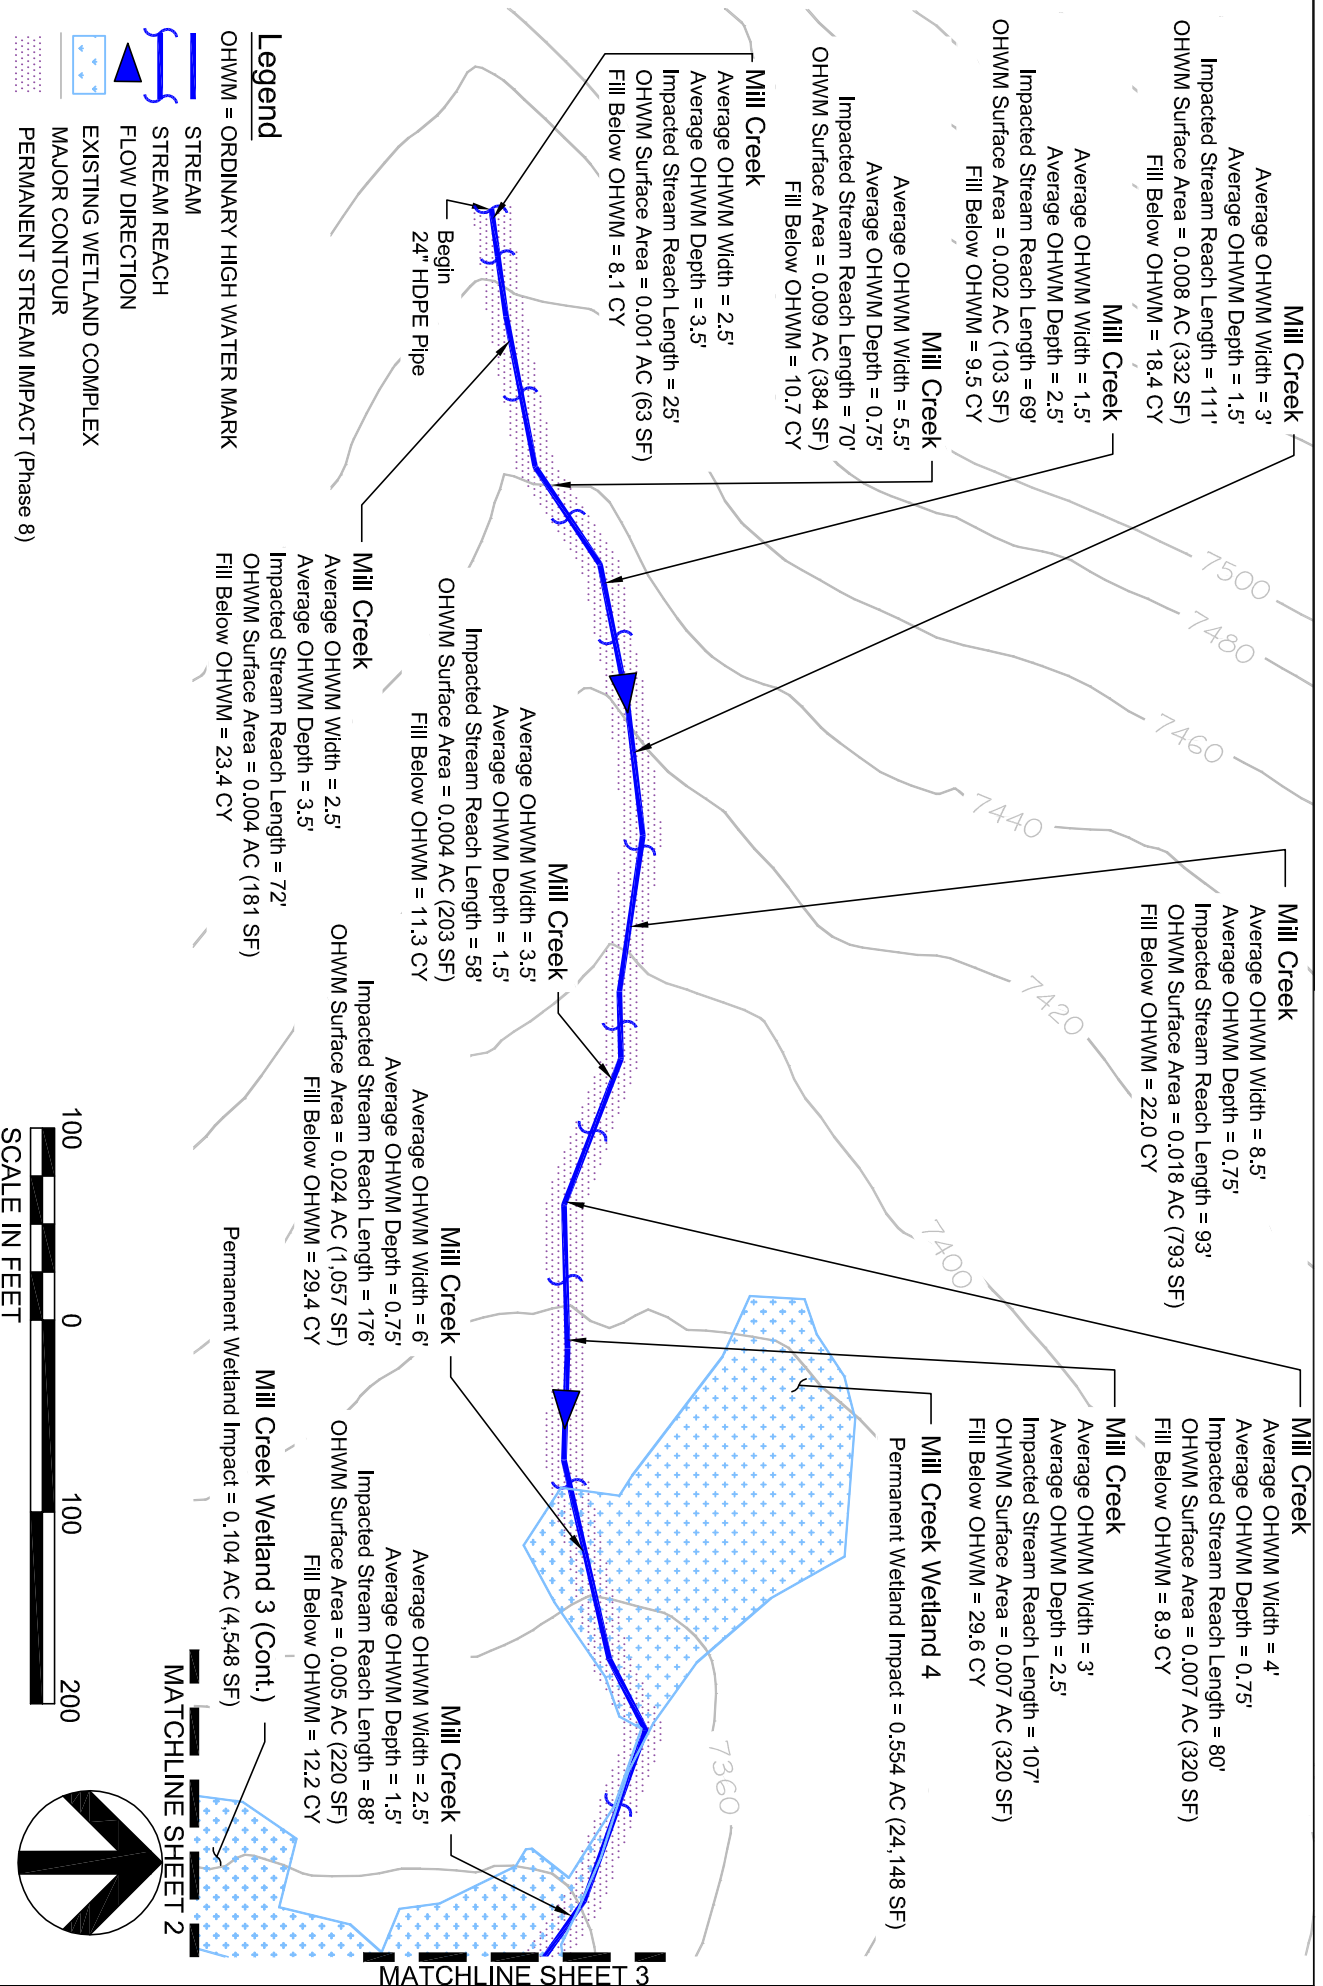 Mill Creek
Average OHWM Width = 3'
Average OHWM Depth = 1.5'
Impacted Stream Reach Length = 111'
OHWM Surface Area = 0.008 AC (332 SF)
Fill Below OHWM = 18.4 CY
Mill Creek
Average OHWM Width = 1.5'
Average OHWM Depth = 2.5'
Impacted Stream Reach Length = 69'
OHWM Surface Area = 0.002 AC (103 SF)
Fill Below OHWM = 9.5 CY
Mill Creek
Average OHWM Width = 5.5'
Average OHWM Depth = 0.75'
Impacted Stream Reach Length = 70'
OHWM Surface Area = 0.009 AC (384 SF)
Fill Below OHWM = 10.7 CY
Mill Creek
Average OHWM Width = 2.5'
Average OHWM Depth = 3.5'
Impacted Stream Reach Length = 25'
OHWM Surface Area = 0.001 AC (63 SF)
Fill Below OHWM = 8.1 CY
Begin
24" HDPE Pipe
Mill Creek
Average OHWM Width = 8.5'
Average OHWM Depth = 0.75'
Impacted Stream Reach Length = 93'
OHWM Surface Area = 0.018 AC (793 SF)
Fill Below OHWM = 22.0 CY
Mill Creek
Average OHWM Width = 4'
Average OHWM Depth = 0.75'
Impacted Stream Reach Length = 80'
OHWM Surface Area = 0.007 AC (320 SF)
Fill Below OHWM = 8.9 CY
Mill Creek
Average OHWM Width = 3'
Average OHWM Depth = 2.5'
Impacted Stream Reach Length = 107'
OHWM Surface Area = 0.007 AC (320 SF)
Fill Below OHWM = 29.6 CY
Mill Creek Wetland 4
Permanent Wetland Impact = 0.554 AC (24,148 SF)
7500
7480
7460
7440
7420
7400
7360
Mill Creek
Average OHWM Width = 2.5'
Average OHWM Depth = 3.5'
Impacted Stream Reach Length = 72'
OHWM Surface Area = 0.004 AC (181 SF)
Fill Below OHWM = 23.4 CY
Mill Creek
Average OHWM Width = 3.5'
Average OHWM Depth = 1.5'
Impacted Stream Reach Length = 58'
OHWM Surface Area = 0.004 AC (203 SF)
Fill Below OHWM = 11.3 CY
Mill Creek
Average OHWM Width = 6'
Average OHWM Depth = 0.75'
Impacted Stream Reach Length = 176'
OHWM Surface Area = 0.024 AC (1,057 SF)
Fill Below OHWM = 29.4 CY
Mill Creek
Average OHWM Width = 2.5'
Average OHWM Depth = 1.5'
Impacted Stream Reach Length = 88'
OHWM Surface Area = 0.005 AC (220 SF)
Fill Below OHWM = 12.2 CY
Mill Creek Wetland 3 (Cont.)
Permanent Wetland Impact = 0.104 AC (4,548 SF)
MATCHLINE SHEET 2
MATCHLINE SHEET 3
Legend
OHWM = ORDINARY HIGH WATER MARK
STREAM
STREAM REACH
FLOW DIRECTION
EXISTING WETLAND COMPLEX
MAJOR CONTOUR
PERMANENT STREAM IMPACT (Phase 8)
100 0 100 200
SCALE IN FEET